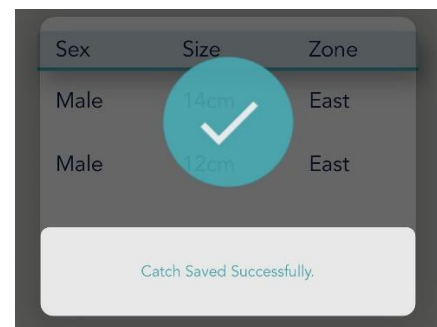 Sex Size Zone
Male 14cm East
Male 12cm East
Catch Saved Successfully.